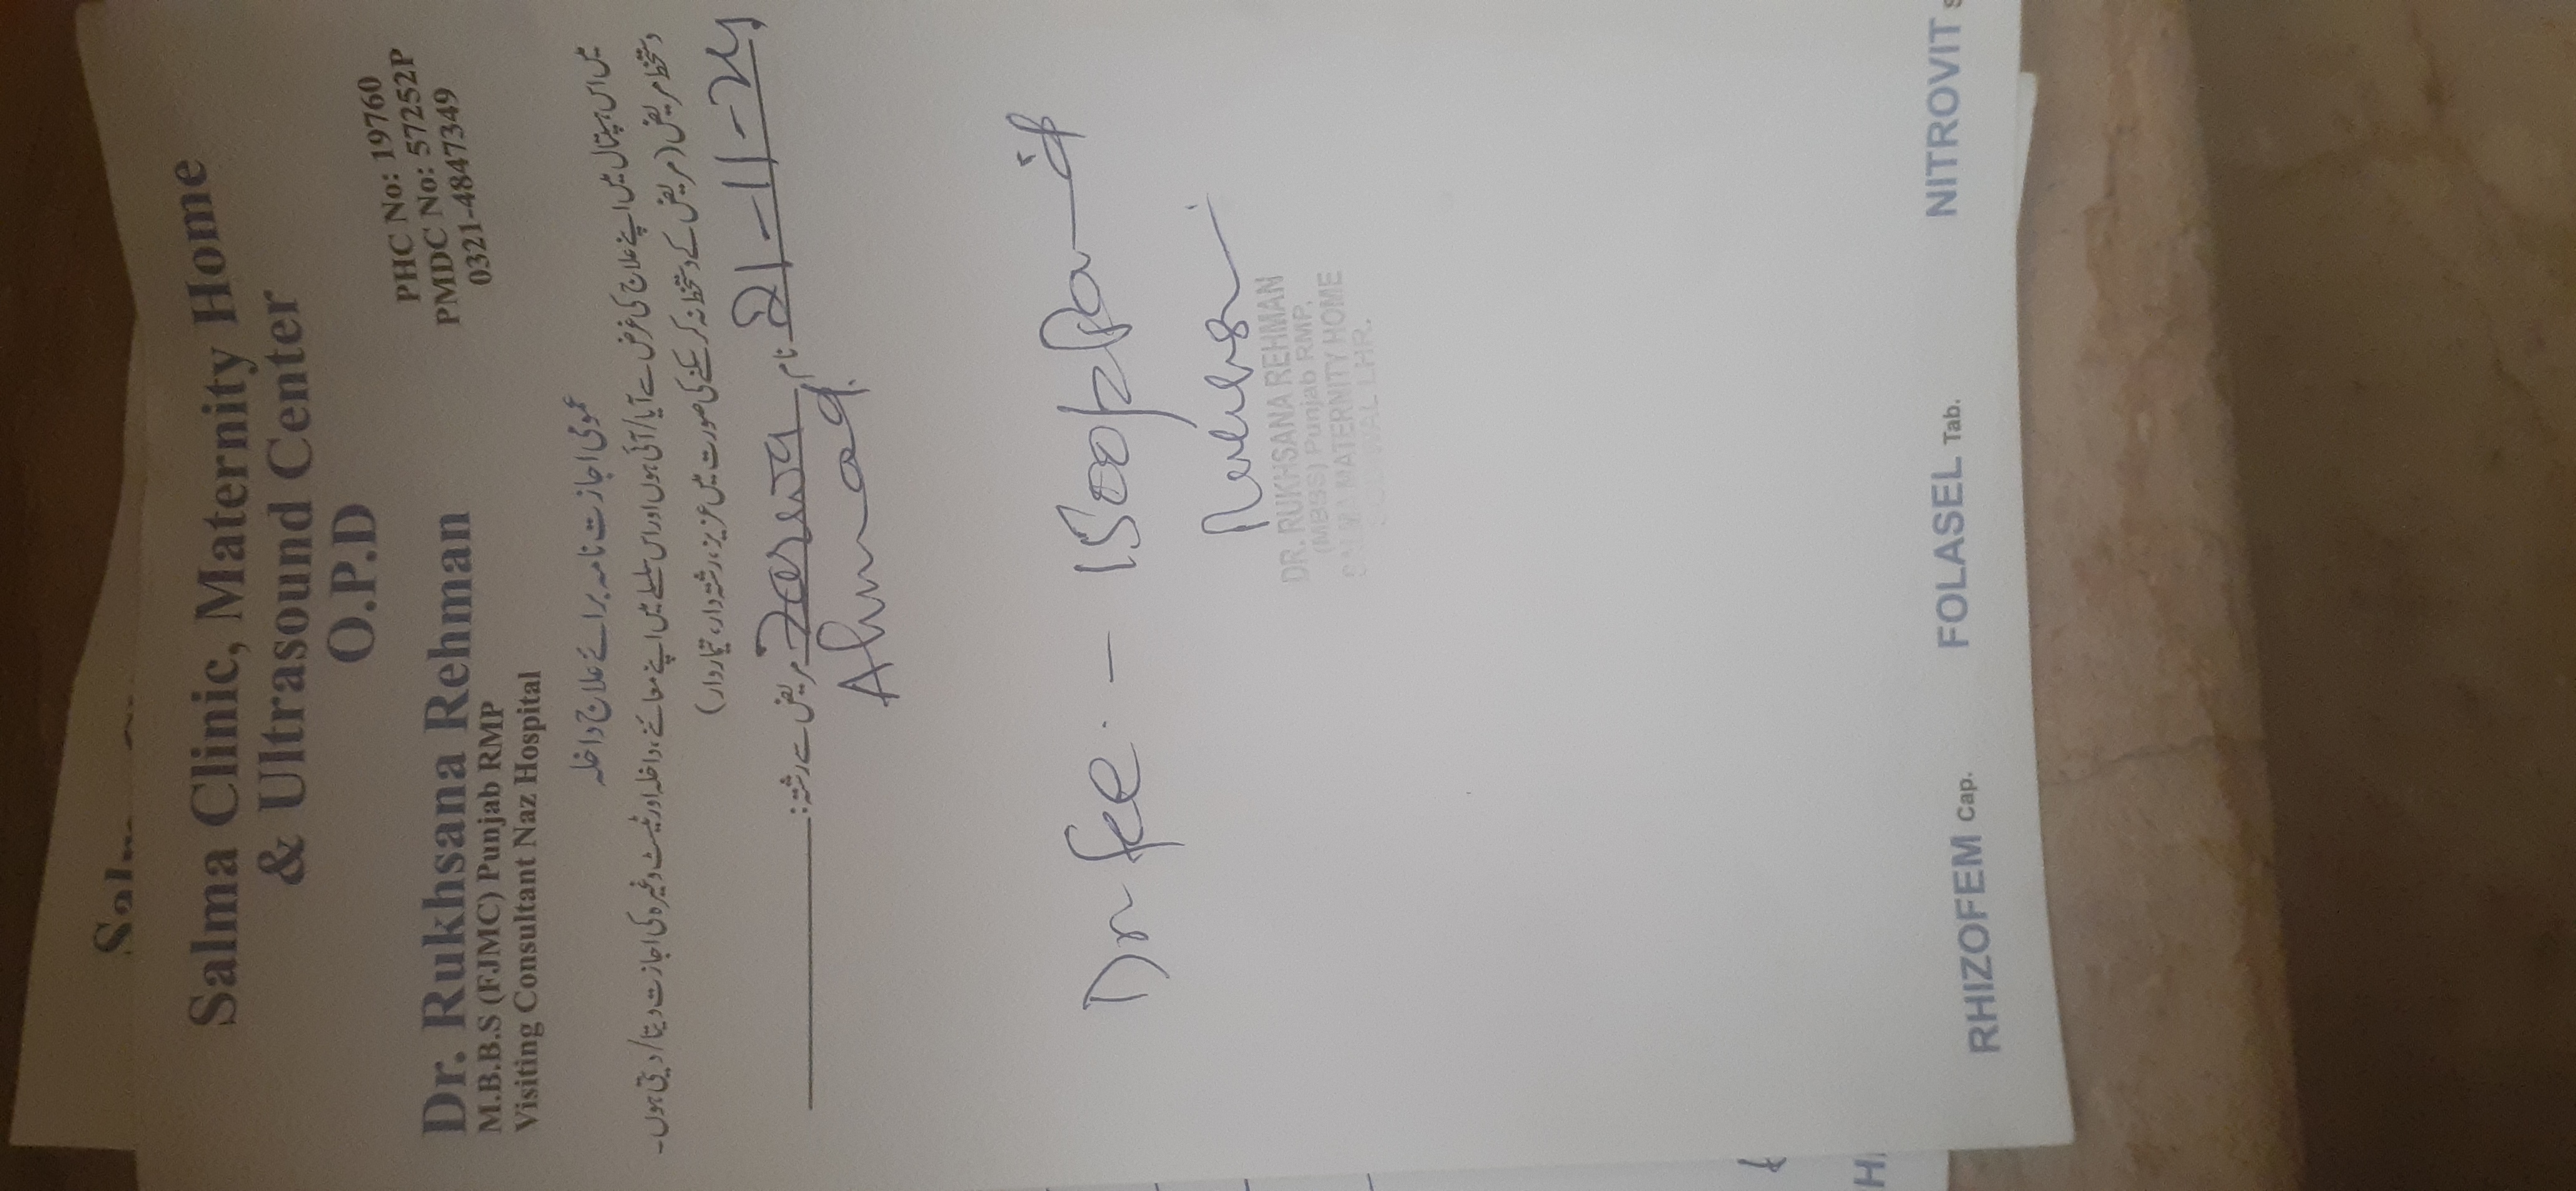 Salma
Salma Clinic, Maternity Home
& Ultrasound Center
O.P.D
Dr. Rukhsana Rehman
M.B.B.S (FJMC) Punjab RMP
Visiting Consultant Naz Hospital
PHC No: 19760
PMDC No: 57252P
0321-4847349
عمومی اجازت نامہ برائے علاج داخلہ
میں اس ہسپتال میں اپنے علاج کی غرض سے آیا/آئی ہوں اور اس سلسلے میں اپنے معائنے، داخلہ اور ٹیسٹ وغیرہ کی اجازت دیتا/دیتی ہوں۔
دستخط مریض (مریض کے دستخط نہ کر سکنے کی صورت میں عزیز، رشتہ دار، تیماردار)
21-11-24 نام Zarwa مریض سے رشتہ:
Ahmad
Dr fee - 1500/= Paid
DR. RUKHSANA REHMAN
(MBBS) Punjab RMP.
SALMA MATERNITY HOME
LHR.
RHIZOFEM Cap.
FOLASEL Tab.
NITROVIT S